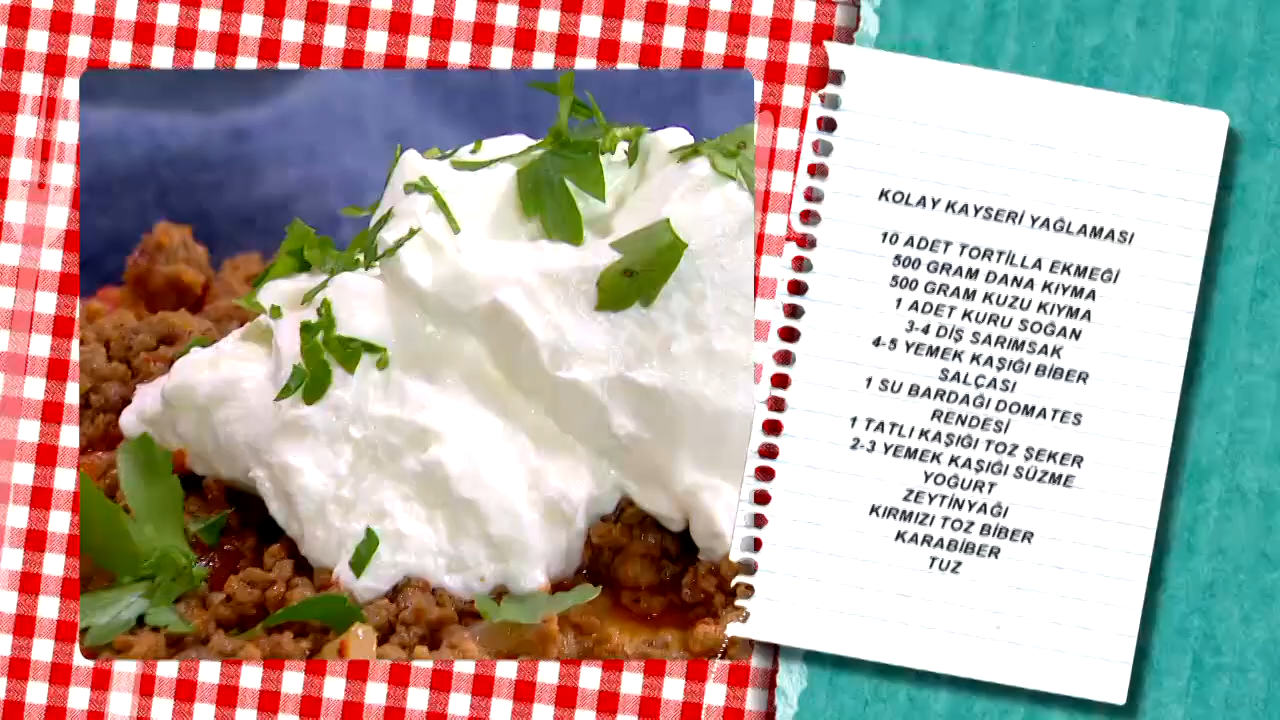 KOLAY KAYSERİ YAĞLAMASI
10 ADET TORTİLLA EKMEĞİ
500 GRAM DANA KIYMA
500 GRAM KUZU KIYMA
1 ADET KURU SOĞAN
3-4 DİŞ SARIMSAK
4-5 YEMEK KAŞIĞI BİBER
SALÇASI
1 SU BARDAĞI DOMATES
RENDESİ
1 TATLI KAŞIĞI TOZ ŞEKER
2-3 YEMEK KAŞIĞI SÜZME
YOĞURT
ZEYTİNYAĞI
KIRMIZI TOZ BİBER
KARABİBER
TUZ